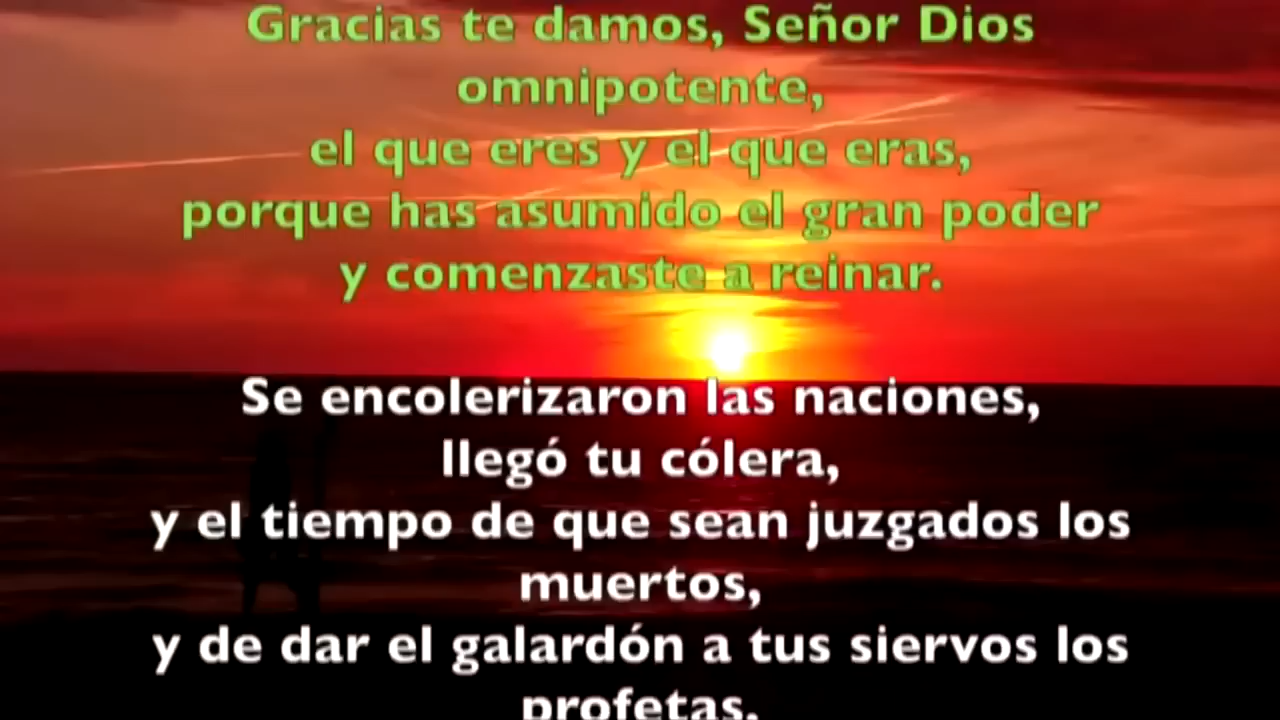 Gracias te damos, Señor Dios
omnipotente,
el que eres y el que eras,
porque has asumido el gran poder
y comenzaste a reinar.
Se encolerizaron las naciones,
llegó tu cólera,
y el tiempo de que sean juzgados los
muertos,
y de dar el galardón a tus siervos los
profetas,